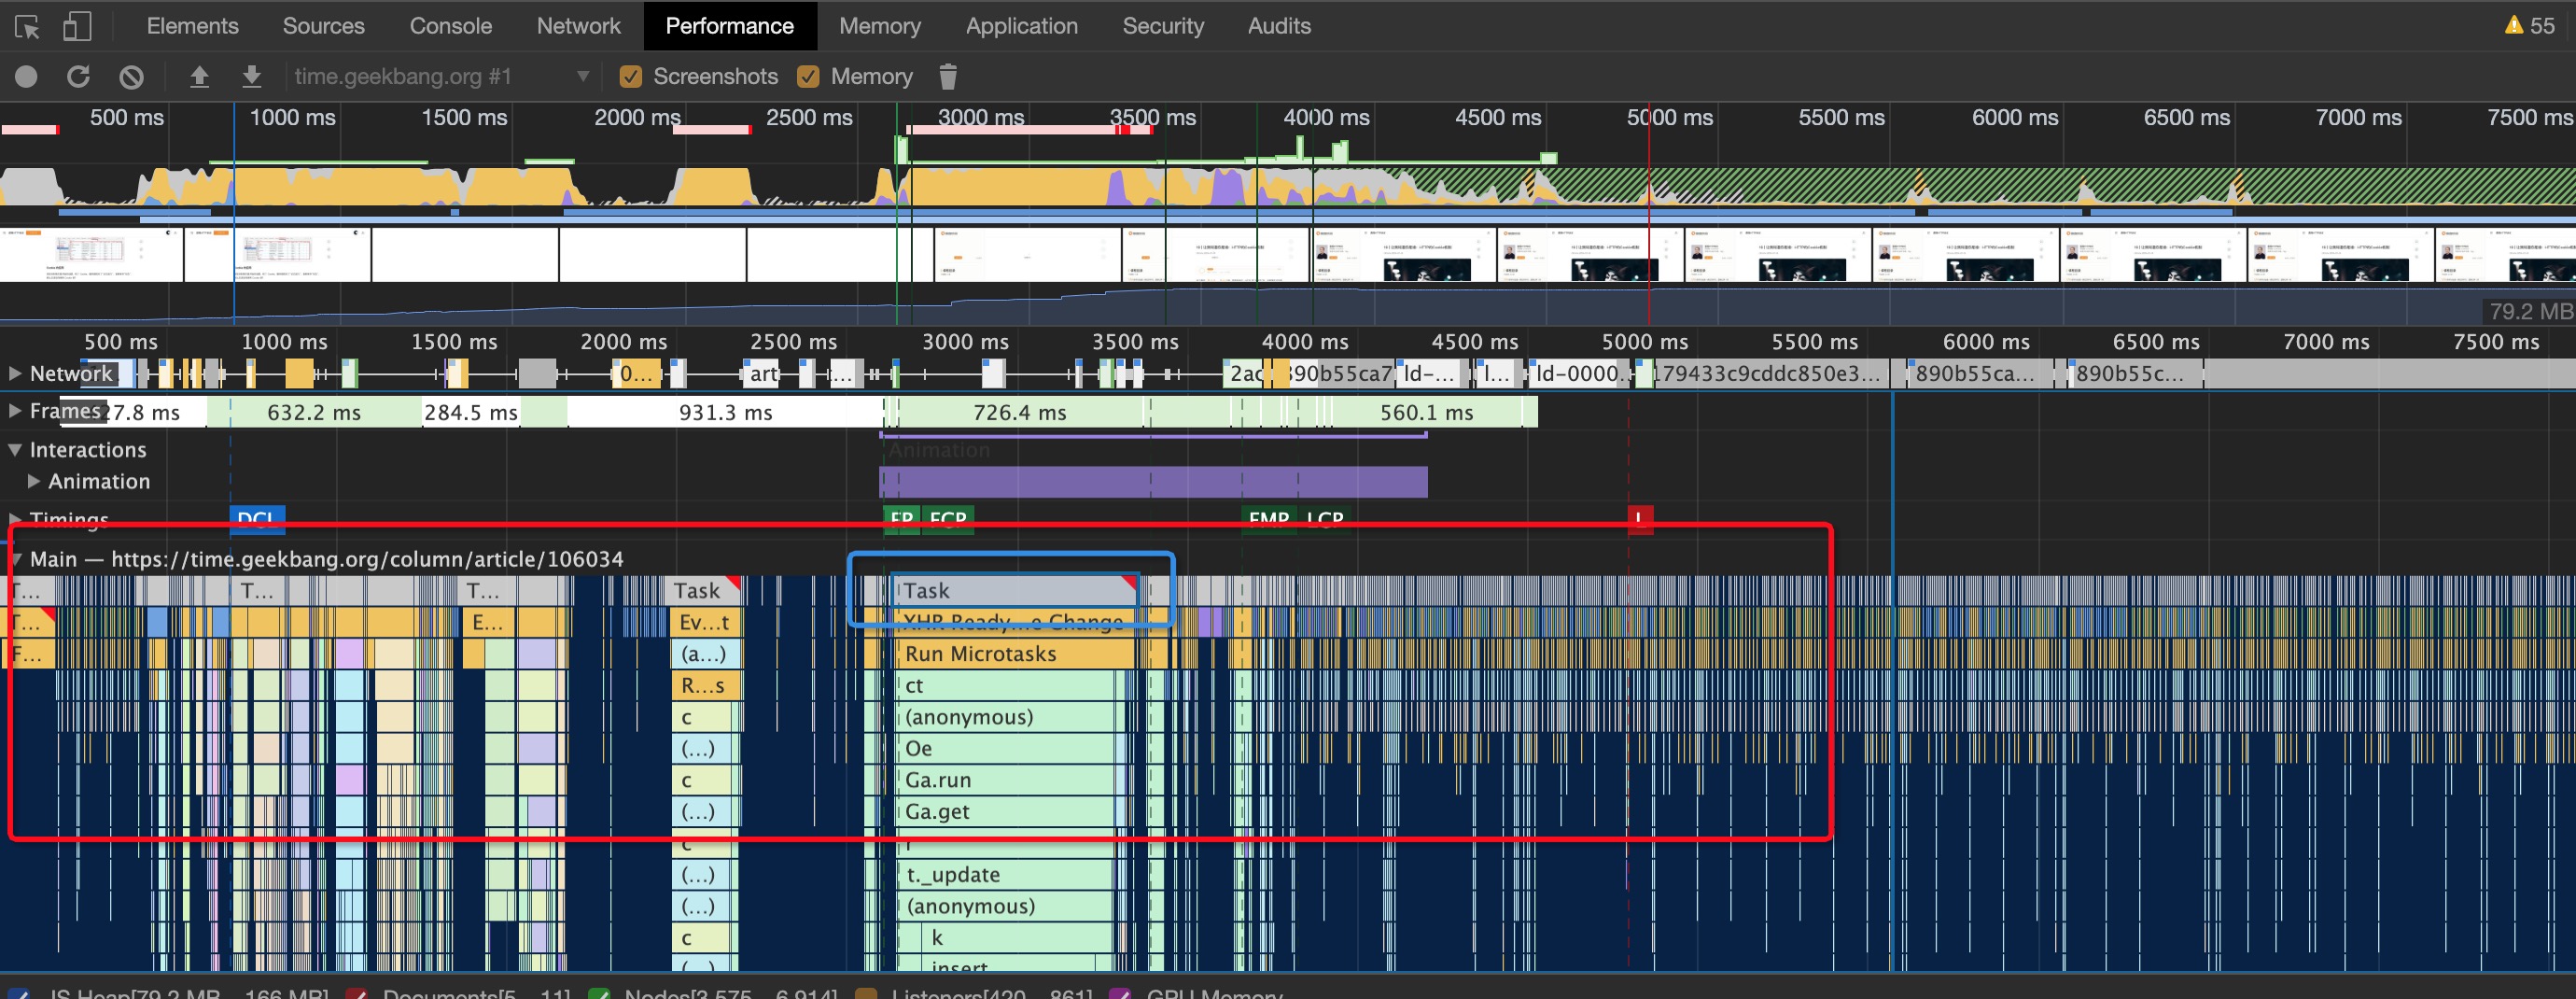 Elements Sources Console Network Performance Memory Application Security Audits 55
time.geekbang.org #1 Screenshots Memory
500 ms 1000 ms 1500 ms 2000 ms 2500 ms 3000 ms 3500 ms 4000 ms 4500 ms 5000 ms 5500 ms 6000 ms 6500 ms 7000 ms 7500 ms
79.2 MB
500 ms 1000 ms 1500 ms 2000 ms 2500 ms 3000 ms 3500 ms 4000 ms 4500 ms 5000 ms 5500 ms 6000 ms 6500 ms 7000 ms 7500 ms
Network 0... art ... 2ac 90b55ca7 ld-... l... ld-0000... 179433c9cddc850e3... 890b55ca... 890b55c...
Frames 27.8 ms 632.2 ms 284.5 ms 931.3 ms 726.4 ms 560.1 ms
Interactions Animation
Animation
Timings DCL FP FCP FMP LCP L
Main — https://time.geekbang.org/column/article/106034
T... T... T... Task Task
T... E... Ev...t XHR Ready...e Change
F... (a...) Run Microtasks
R...s ct
c (anonymous)
(...) Oe
c Ga.run
(...) Ga.get
c r
(...) t._update
(...) (anonymous)
c k
(...) insert
JS Heap[79.2 MB – 166 MB] Documents[5 – 11] Nodes[3,575 – 6,914] Listeners[420 – 861] GPU Memory